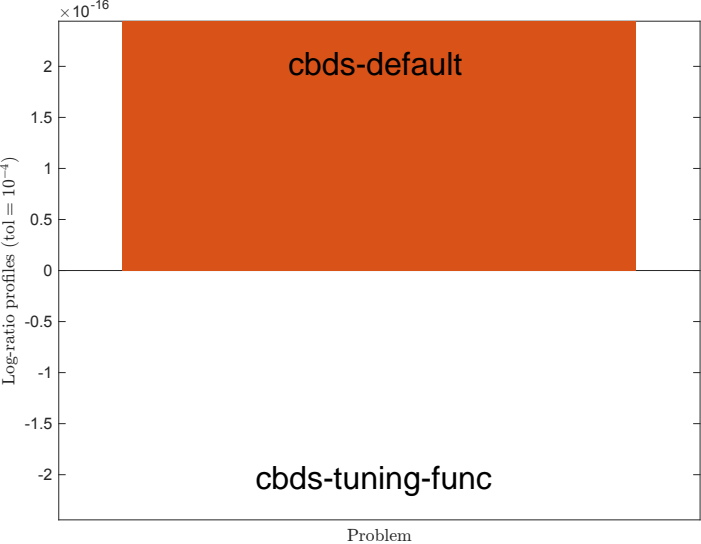 ×10⁻¹⁶
2
1.5
1
0.5
0
-0.5
-1
-1.5
-2
Log-ratio profiles (tol = 10⁻⁴)
cbds-default
cbds-tuning-func
Problem